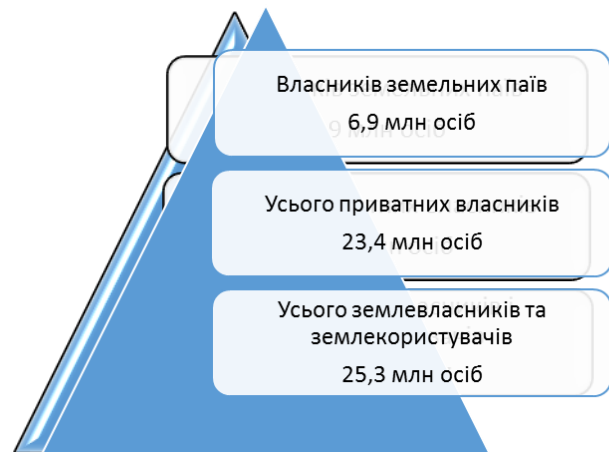 Власників земельних паїв
6,9 млн осіб
Усього приватних власників
23,4 млн осіб
Усього землевласників та
землекористувачів
25,3 млн осіб